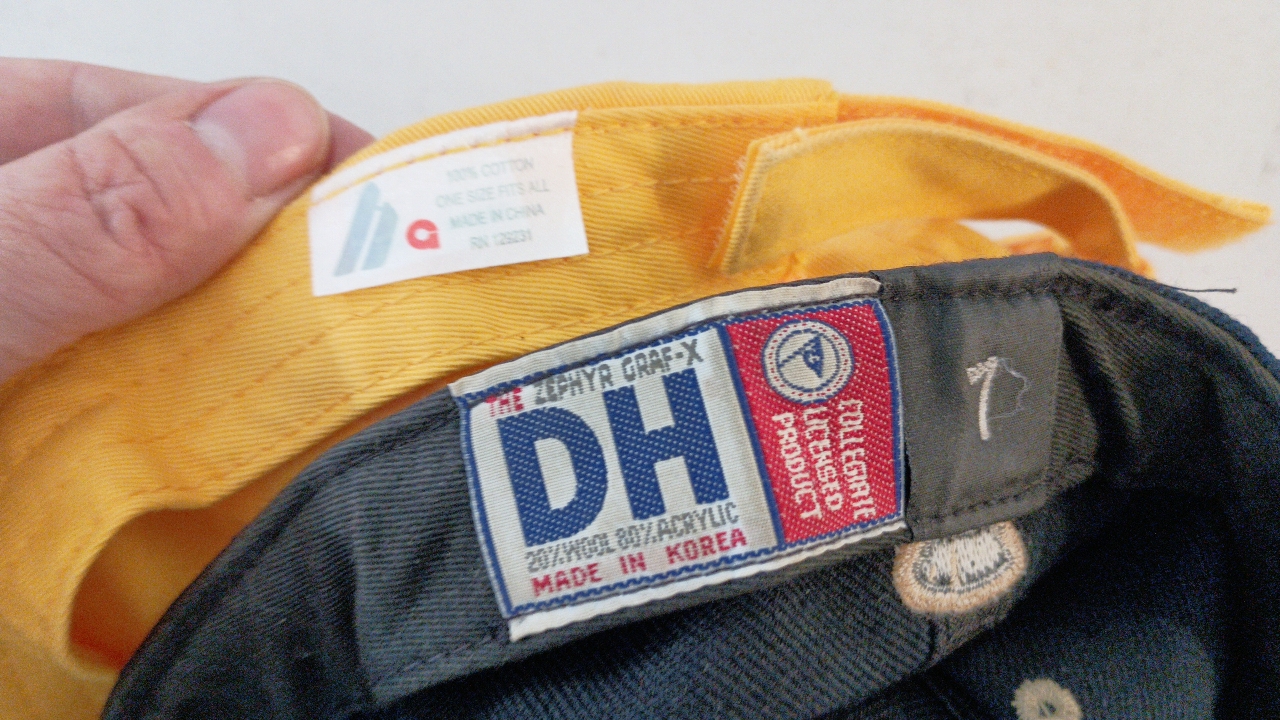 100% COTTON
ONE SIZE FITS ALL
MADE IN CHINA
RN 126231
THE ZEPHYR GRAF-X
DH
20% WOOL 80% ACRYLIC
MADE IN KOREA
COLLEGIATE
LICENSED
PRODUCT
7